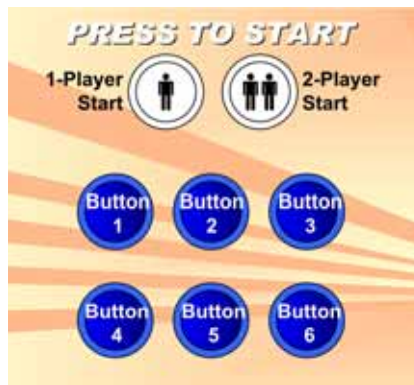 PRESS TO START
1-Player
Start
2-Player
Start
Button
1
Button
2
Button
3
Button
4
Button
5
Button
6